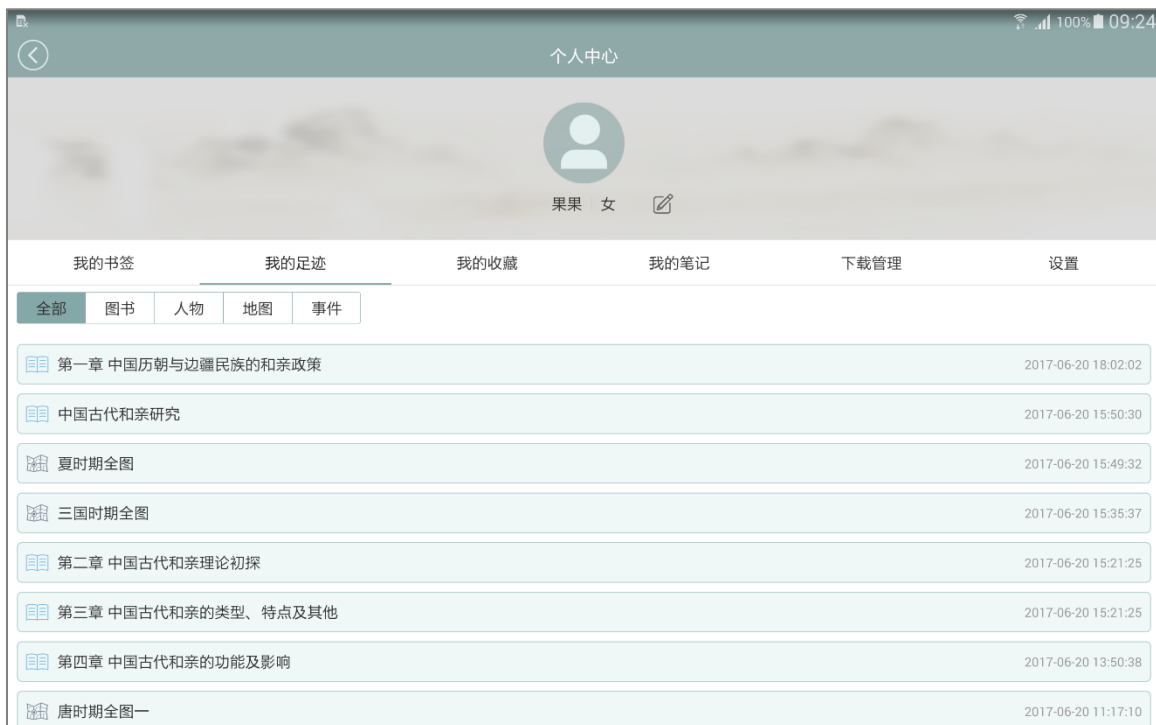 100% 09:24
个人中心
果果 女
我的书签 我的足迹 我的收藏 我的笔记 下载管理 设置
全部 图书 人物 地图 事件
第一章 中国历朝与边疆民族的和亲政策 2017-06-20 18:02:02
中国古代和亲研究 2017-06-20 15:50:30
夏时期全图 2017-06-20 15:49:32
三国时期全图 2017-06-20 15:35:37
第二章 中国古代和亲理论初探 2017-06-20 15:21:25
第三章 中国古代和亲的类型、特点及其他 2017-06-20 15:21:25
第四章 中国古代和亲的功能及影响 2017-06-20 13:50:38
唐时期全图一 2017-06-20 11:17:10